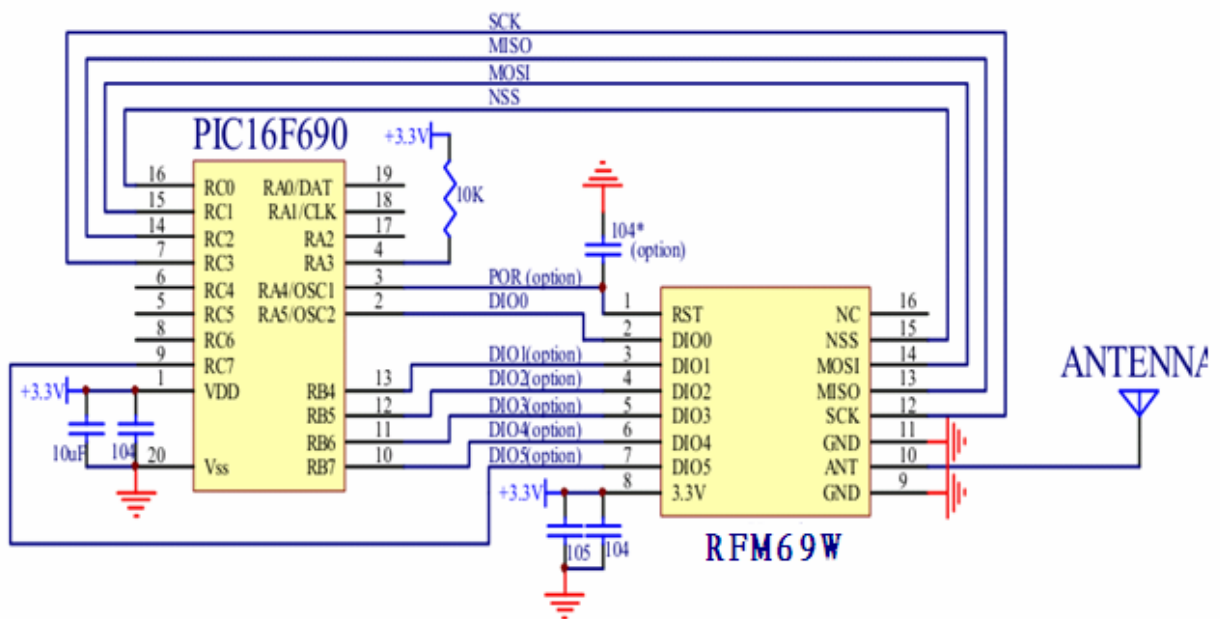 SCK
MISO
MOSI
NSS
PIC16F690
+3.3V
10K
16 RC0 RA0/DAT 19
15 RC1 RA1/CLK 18
14 RC2 RA2 17
7 RC3 RA3 4
6 RC4 RA4/OSC1 3
5 RC5 RA5/OSC2 2
8 RC6
9 RC7
1 VDD RB4 13
RB5 12
RB6 11
20 Vss RB7 10
+3.3V
10uF 104
104*
(option)
POR (option)
DIO0
DIO1(option)
DIO2(option)
DIO3(option)
DIO4(option)
DIO5(option)
+3.3V
105 104
1 RST NC 16
2 DIO0 NSS 15
3 DIO1 MOSI 14
4 DIO2 MISO 13
5 DIO3 SCK 12
6 DIO4 GND 11
7 DIO5 ANT 10
8 3.3V GND 9
RFM69W
ANTENNA